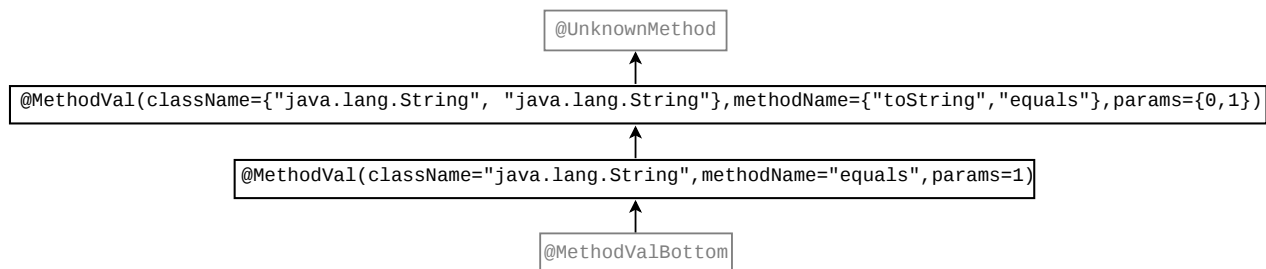 @UnknownMethod
@MethodVal(className={"java.lang.String", "java.lang.String"},methodName={"toString","equals"},params={0,1})
@MethodVal(className="java.lang.String",methodName="equals",params=1)
@MethodValBottom